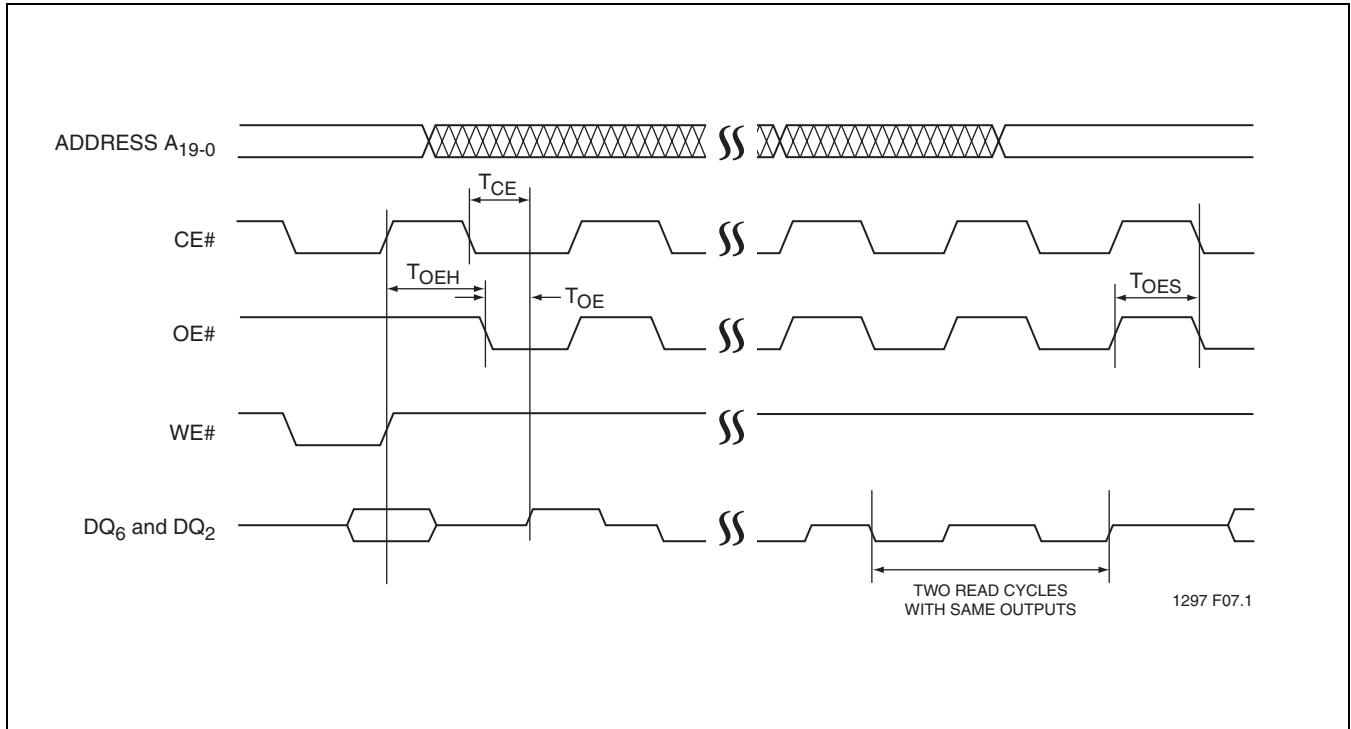 ADDRESS A19-0
TCE
CE#
TOEH
TOE
TOES
OE#
WE#
DQ6 and DQ2
TWO READ CYCLES
WITH SAME OUTPUTS
1297 F07.1